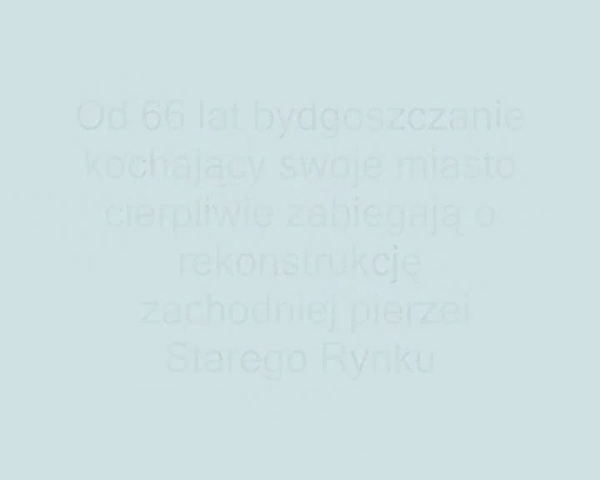 Od 66 lat bydgoszczanie
kochający swoje miasto
cierpliwie zabiegają o
rekonstrukcję
zachodniej pierzei
Starego Rynku